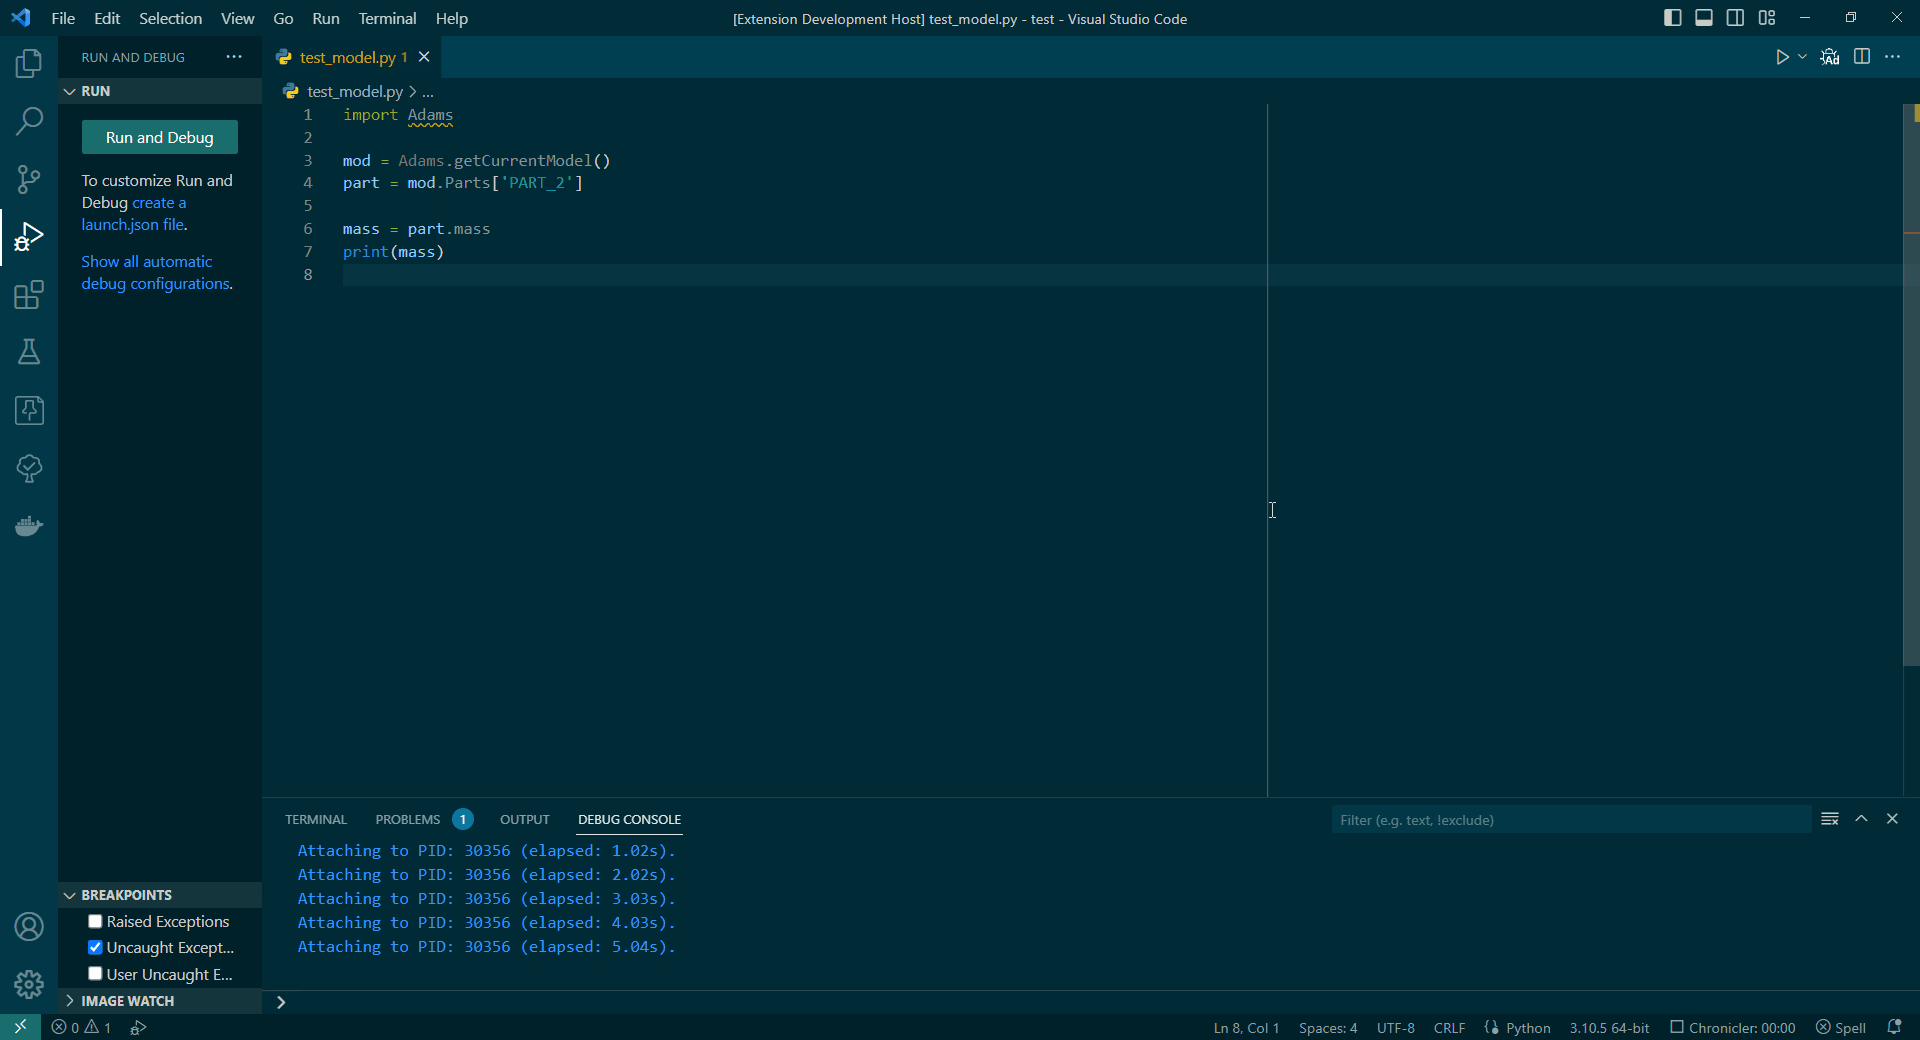 File Edit Selection View Go Run Terminal Help
[Extension Development Host] test_model.py - test - Visual Studio Code
RUN AND DEBUG
RUN
Run and Debug
To customize Run and
Debug create a
launch.json file.
Show all automatic
debug configurations.
test_model.py 1
Ad
test_model.py > ...
1 import Adams
2
3 mod = Adams.getCurrentModel()
4 part = mod.Parts['PART_2']
5
6 mass = part.mass
7 print(mass)
8
TERMINAL PROBLEMS 1 OUTPUT DEBUG CONSOLE
Filter (e.g. text, !exclude)
Attaching to PID: 30356 (elapsed: 1.02s).
Attaching to PID: 30356 (elapsed: 2.02s).
Attaching to PID: 30356 (elapsed: 3.03s).
Attaching to PID: 30356 (elapsed: 4.03s).
Attaching to PID: 30356 (elapsed: 5.04s).
BREAKPOINTS
Raised Exceptions
Uncaught Except...
User Uncaught E...
IMAGE WATCH
0 1
Ln 8, Col 1 Spaces: 4 UTF-8 CRLF Python 3.10.5 64-bit Chronicler: 00:00 Spell